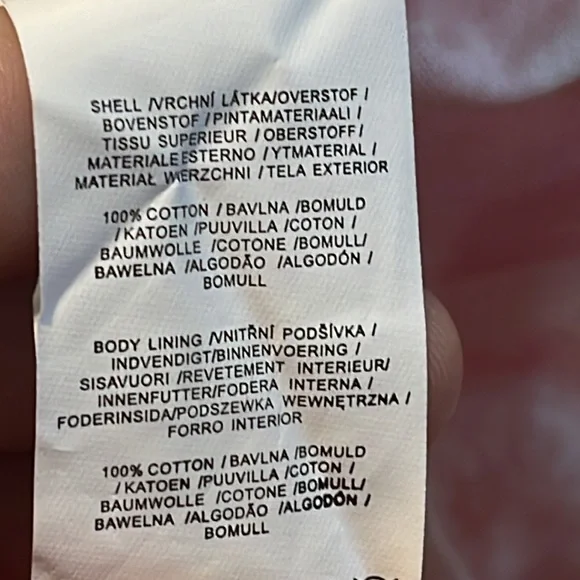 SHELL /VRCHNÍ LÁTKA/OVERSTOF /
BOVENSTOF /PINTAMATERIAALI /
TISSU SUPERIEUR /OBERSTOFF/
MATERIALE ESTERNO /YTMATERIAL /
MATERIAŁ WIERZCHNI /TELA EXTERIOR
100% COTTON /BAVLNA /BOMULD
/KATOEN /PUUVILLA /COTON /
BAUMWOLLE /COTONE /BOMULL/
BAWELNA /ALGODÃO /ALGODÓN /
BOMULL
BODY LINING /VNITŘNÍ PODŠÍVKA /
INDVENDIGT/BINNENVOERING /
SISAVUORI /REVETEMENT INTERIEUR/
INNENFUTTER/FODERA INTERNA /
FODERINSIDA/PODSZEWKA WEWNĘTRZNA /
FORRO INTERIOR
100% COTTON /BAVLNA /BOMULD
/KATOEN /PUUVILLA /COTON /
BAUMWOLLE /COTONE /BOMULL/
BAWELNA /ALGODÃO /ALGODÓN /
BOMULL